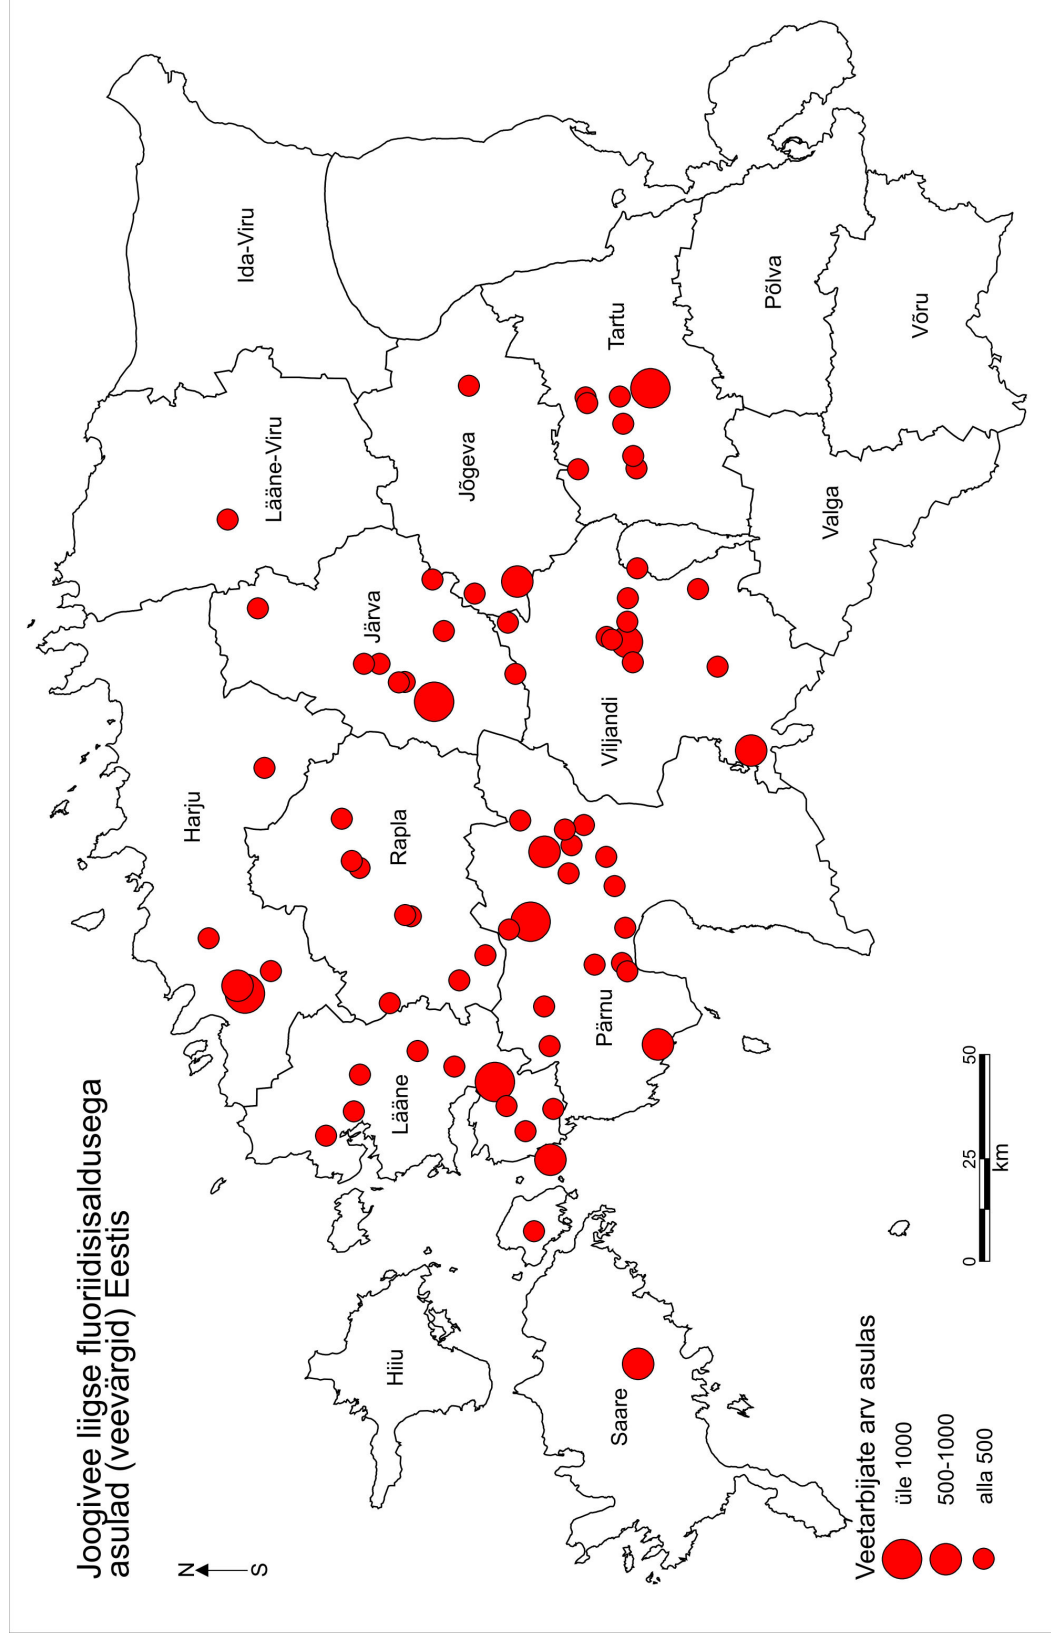 Joogivee liigse fluoriidisisaldusega
asulad (veevärgid) Eestis
N
S
Ida-Viru
Lääne-Viru
Harju
Järva
Jõgeva
Rapla
Lääne
Hiiu
Tartu
Viljandi
Pärnu
Saare
Põlva
Valga
Võru
Veetarbijate arv asulas
üle 1000
500-1000
alla 500
0 25 50
km